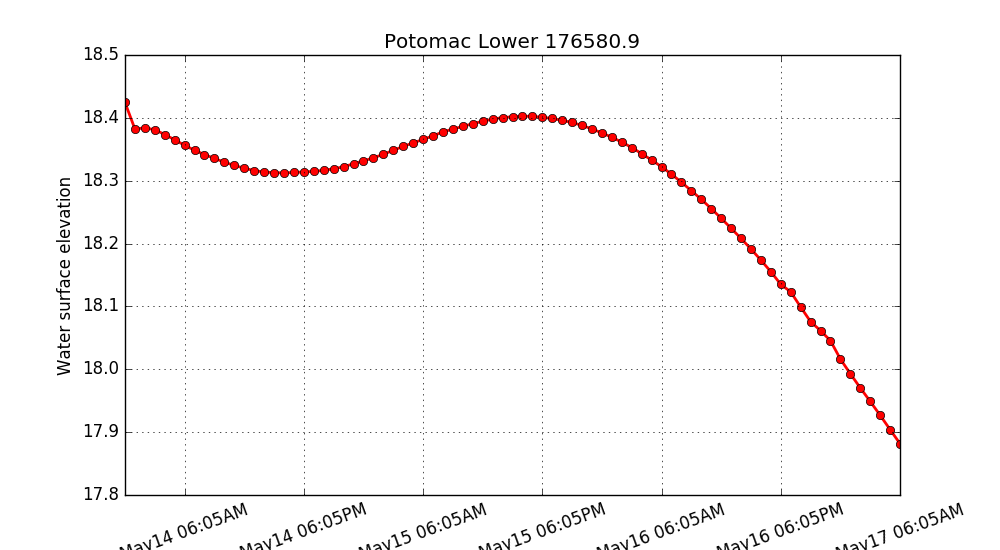 Potomac Lower 176580.9
Water surface elevation
18.5
18.4
18.3
18.2
18.1
18.0
17.9
17.8
May14 06:05AM
May14 06:05PM
May15 06:05AM
May15 06:05PM
May16 06:05AM
May16 06:05PM
May17 06:05AM